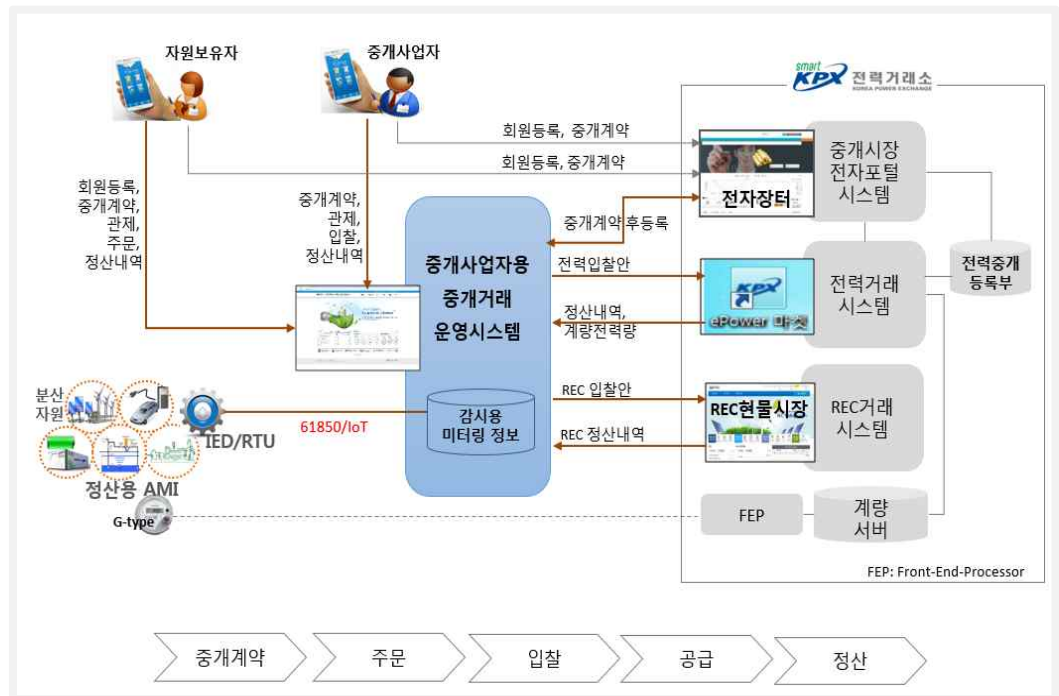 자원보유자
중개사업자
smart
KPX 전력거래소
KOREA POWER EXCHANGE
회원등록, 중개계약
회원등록, 중개계약
회원등록,
중개계약,
관제,
주문,
정산내역
중개계약,
관제,
입찰,
정산내역
전자장터
중개시장
전자포털
시스템
중개계약 후등록
중개사업자용
중개거래
운영시스템
전력입찰안
정산내역,
계량전력량
KPX
ePower 마켓
전력거래
시스템
전력중개
등록부
분산
자원
IED/RTU
61850/IoT
감시용
미터링 정보
REC 입찰안
REC 정산내역
REC현물시장
REC거래
시스템
정산용 AMI
G-type
FEP
계량
서버
FEP: Front-End-Processor
중개계약
주문
입찰
공급
정산